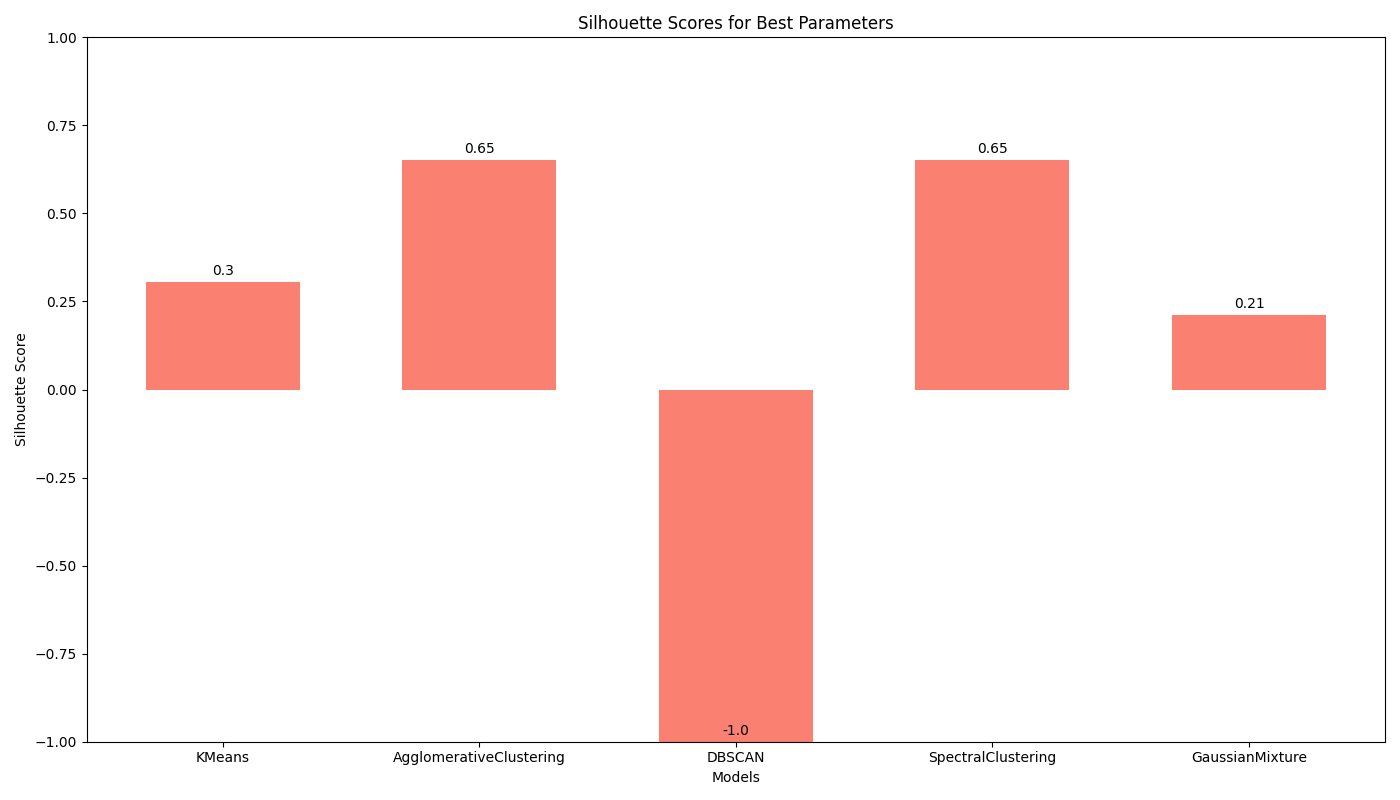 Silhouette Scores for Best Parameters
1.00
0.75
0.50
0.25
0.00
−0.25
−0.50
−0.75
−1.00
Silhouette Score
0.3
0.65
-1.0
0.65
0.21
KMeans
AgglomerativeClustering
DBSCAN
SpectralClustering
GaussianMixture
Models